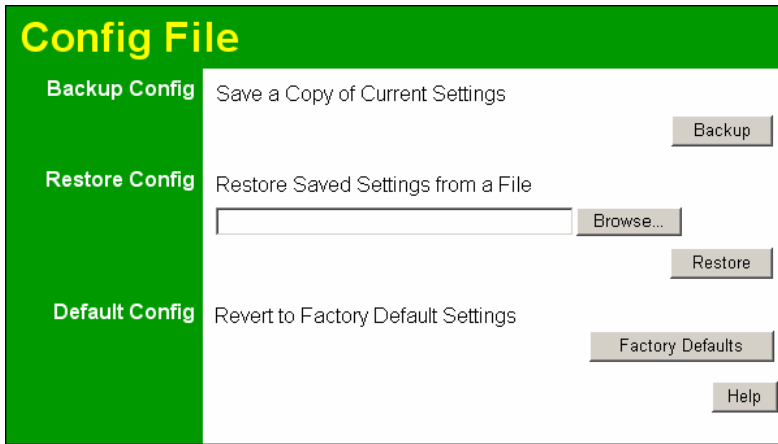 Config File
Backup Config
Save a Copy of Current Settings
Backup
Restore Config
Restore Saved Settings from a File
Browse...
Restore
Default Config
Revert to Factory Default Settings
Factory Defaults
Help